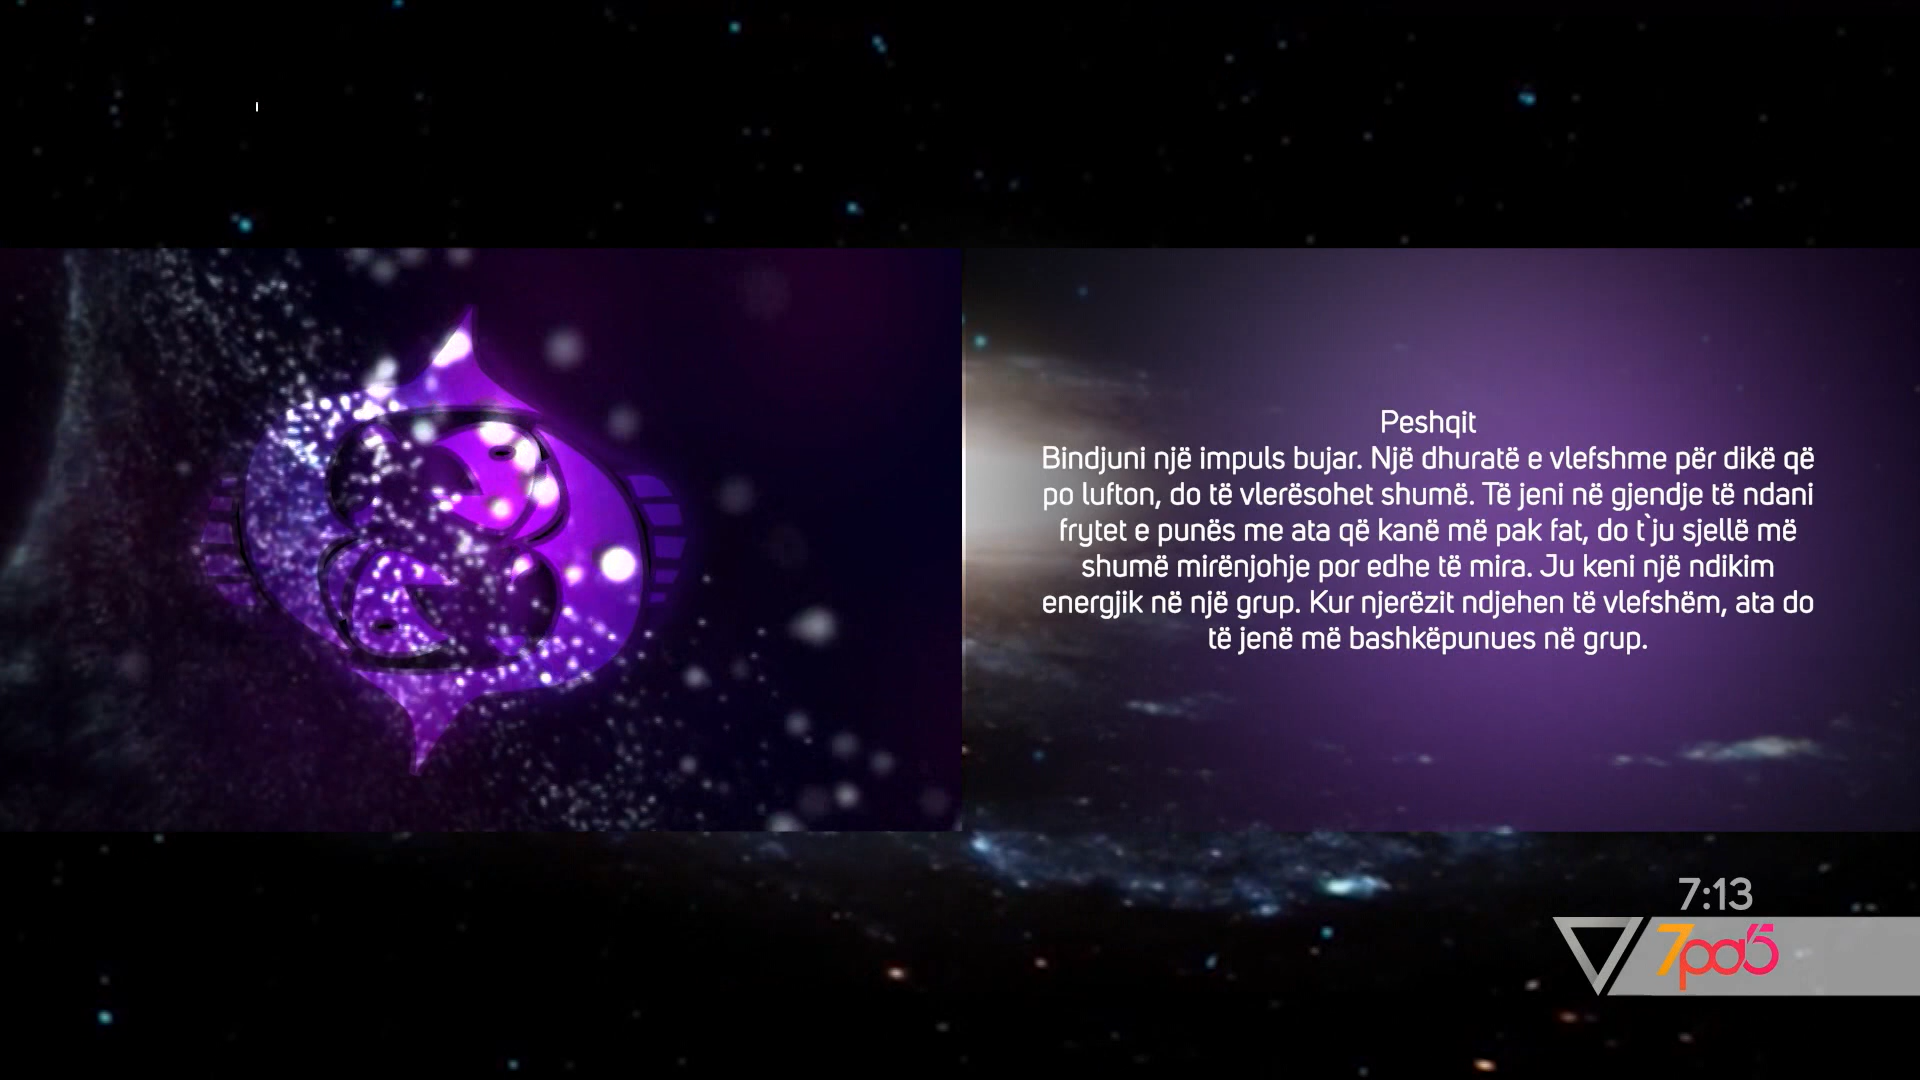 Peshqit
Bindjuni një impuls bujar. Një dhuratë e vlefshme për dikë që
po lufton, do të vlerësohet shumë. Të jeni në gjendje të ndani
frytet e punës me ata që kanë më pak fat, do t`ju sjellë më
shumë mirënjohje por edhe të mira. Ju keni një ndikim
energjik në një grup. Kur njerëzit ndjehen të vlefshëm, ata do
të jenë më bashkëpunues në grup.
7:13
7pa5